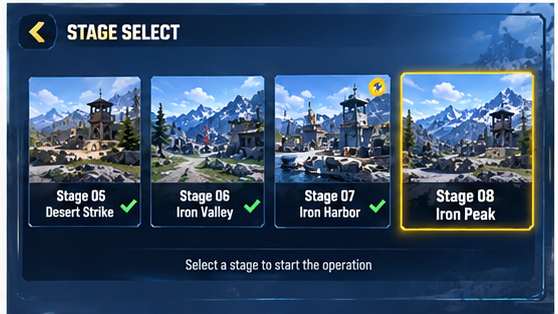 STAGE SELECT
Stage 05
Desert Strike
Stage 06
Iron Valley
Stage 07
Iron Harbor
Stage 08
Iron Peak
Select a stage to start the operation